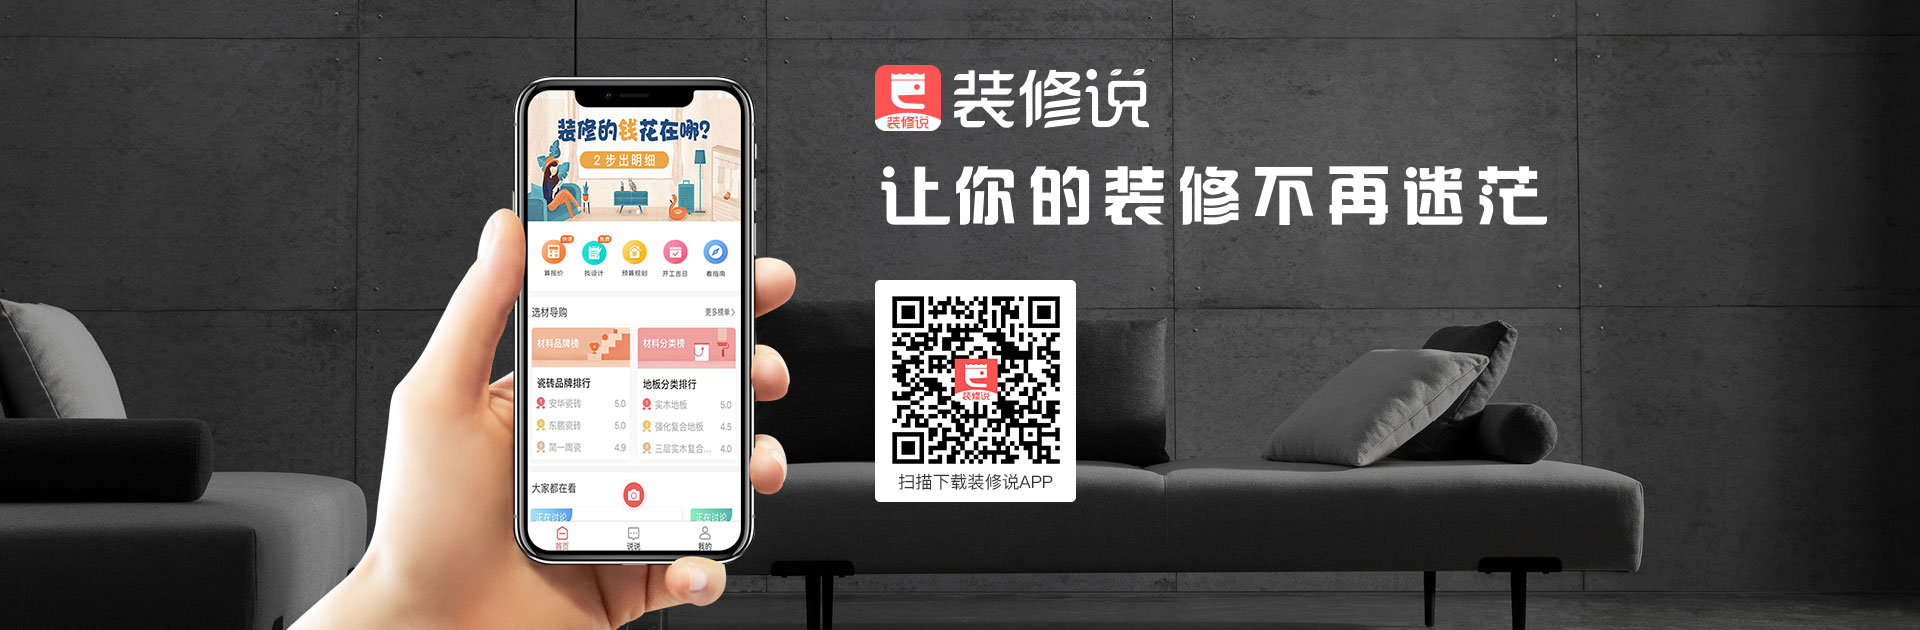 装修说
装修说
让你的装修不再迷茫
装修说
扫描下载装修说APP
装修的钱花在哪?
2步出明细
快速
免费
算报价
找设计
预算规划
开工吉日
看指南
选材导购
更多榜单
材料品牌榜
材料分类榜
瓷砖品牌排行
安华瓷砖 5.0
东鹏瓷砖 5.0
简一陶瓷 4.9
地板分类排行
实木地板 5.0
强化复合地板 4.5
三层实木复合... 4.0
大家都在看
正在讨论
正在讨论
首页
说说
我的